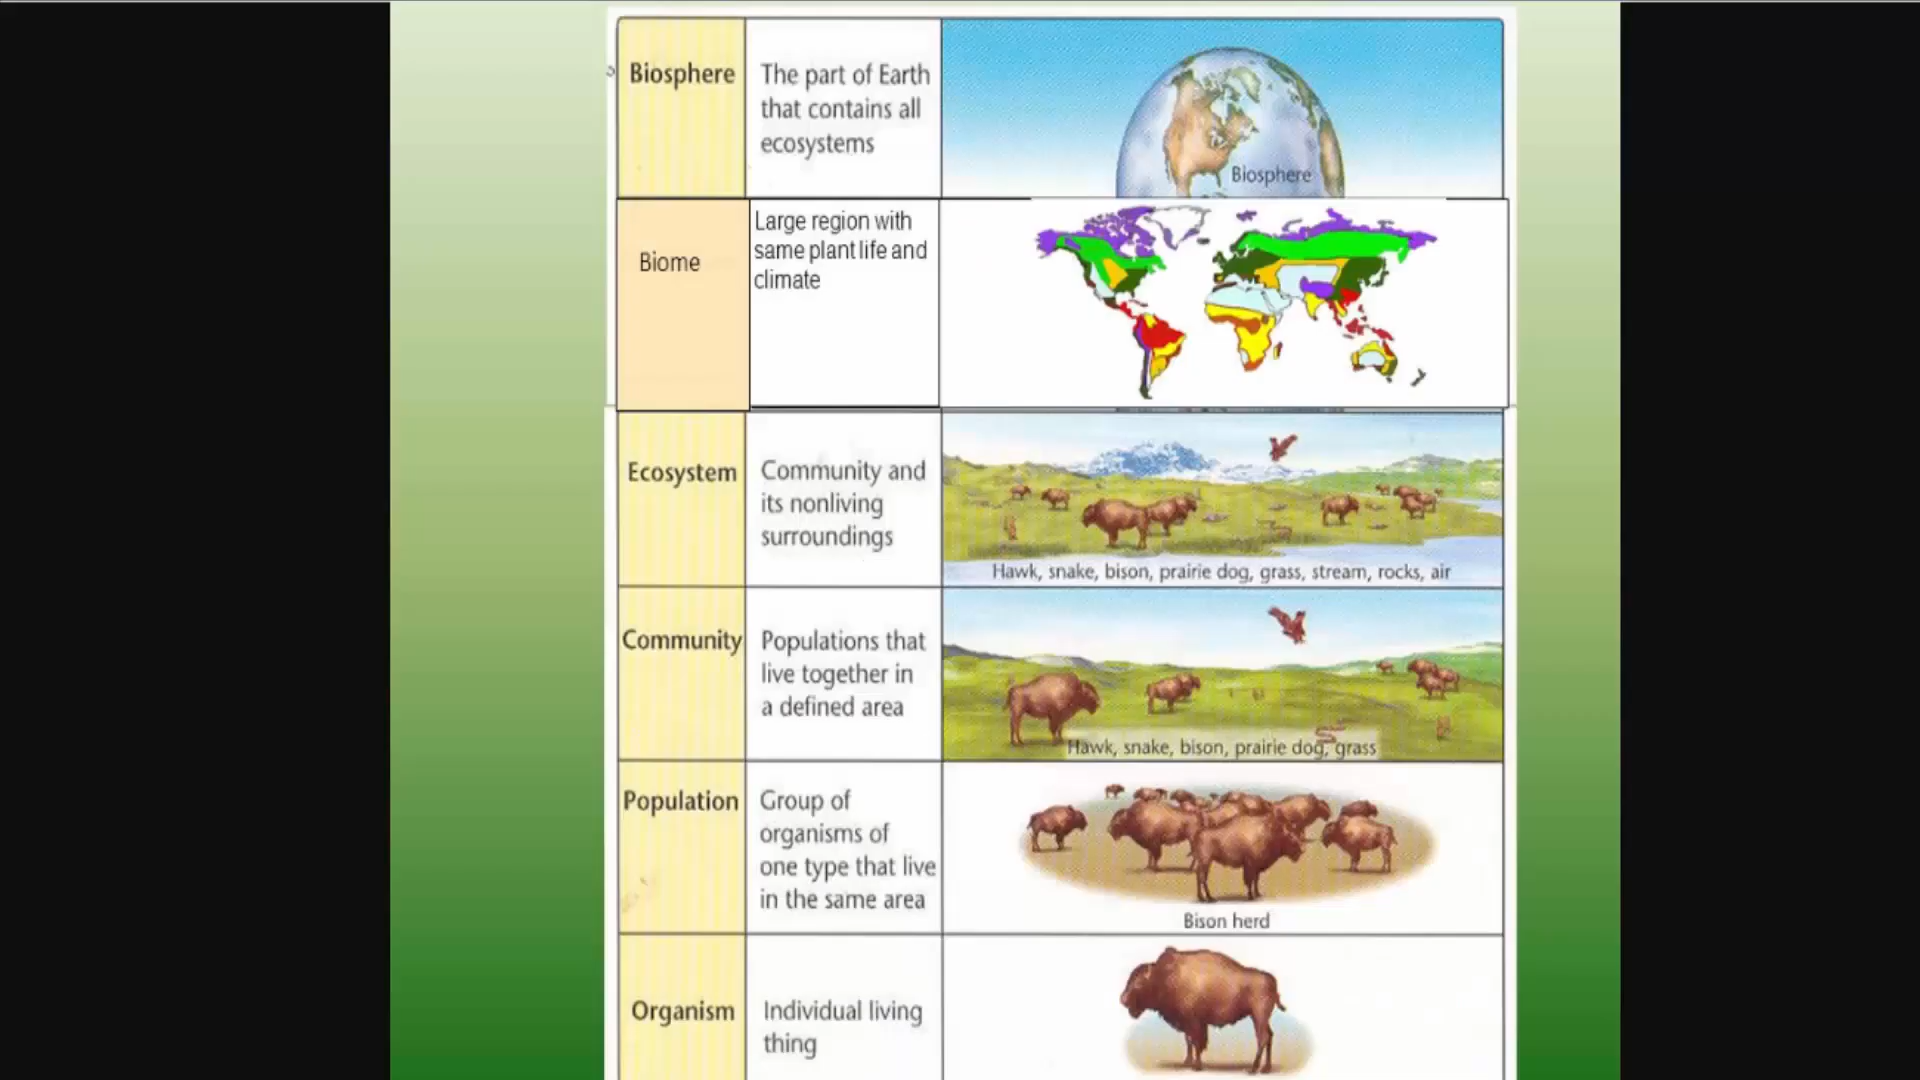 Biosphere
The part of Earth
that contains all
ecosystems
Biosphere
Biome
Large region with
same plant life and
climate
Ecosystem
Community and
its nonliving
surroundings
Hawk, snake, bison, prairie dog, grass, stream, rocks, air
Community
Populations that
live together in
a defined area
Hawk, snake, bison, prairie dog, grass
Population
Group of
organisms of
one type that live
in the same area
Bison herd
Organism
Individual living
thing